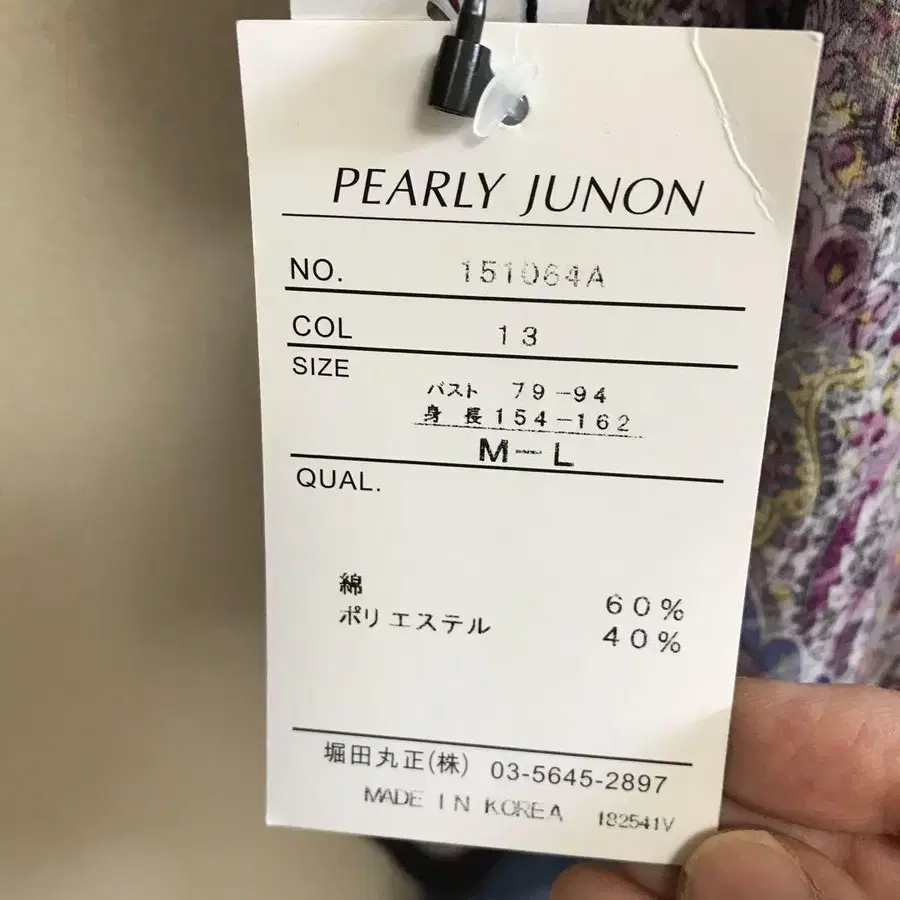 PEARLY JUNON
NO. 151064A
COL 13
SIZE
バスト 79-94
身長154-162
M-L
QUAL.
綿 60%
ポリエステル 40%
堀田丸正(株) 03-5645-2897
MADE IN KOREA 182541V